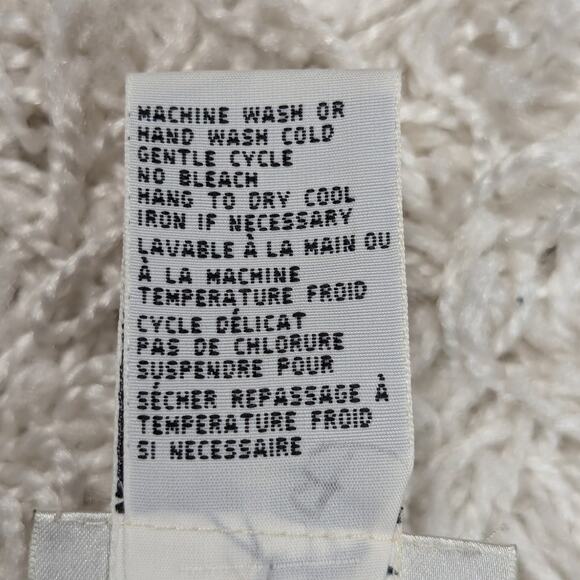 MACHINE WASH OR
HAND WASH COLD
GENTLE CYCLE
NO BLEACH
HANG TO DRY COOL
IRON IF NECESSARY
LAVABLE À LA MAIN OU
À LA MACHINE
TEMPERATURE FROID
CYCLE DÉLICAT
PAS DE CHLORURE
SUSPENDRE POUR
SÉCHER REPASSAGE À
TEMPERATURE FROID
SI NECESSAIRE